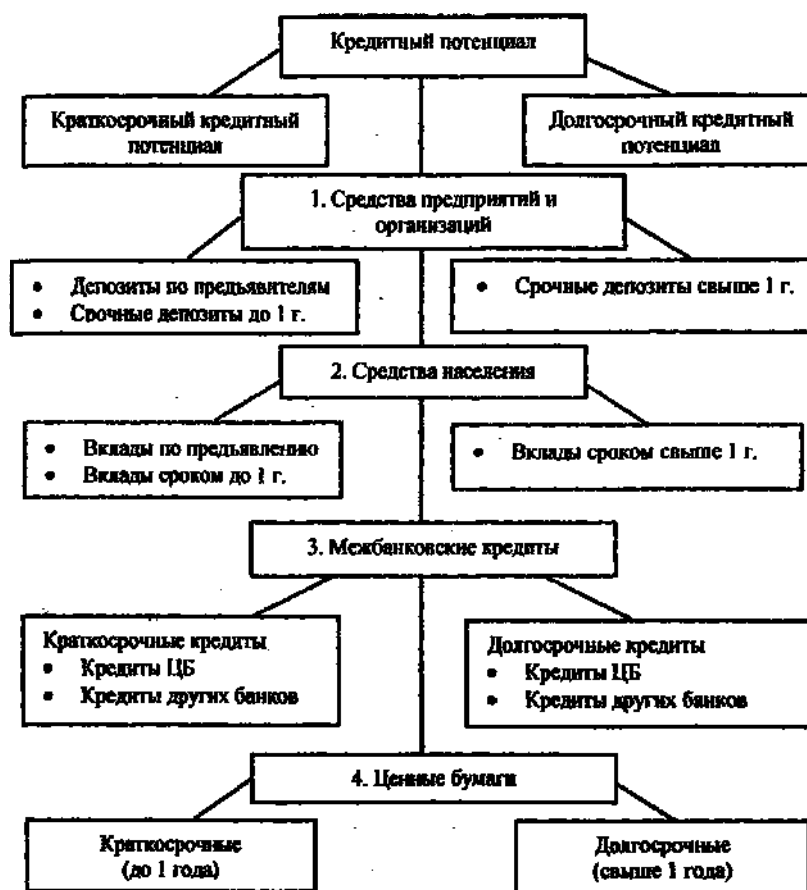 Кредитный потенциал
Краткосрочный кредитный
потенциал
Долгосрочный кредитный
потенциал
1. Средства предприятий и
организаций
• Депозиты по предъявителям
• Срочные депозиты до 1 г.
• Срочные депозиты свыше 1 г.
2. Средства населения
• Вклады по предъявлению
• Вклады сроком до 1 г.
• Вклады сроком свыше 1 г.
3. Межбанковские кредиты
Краткосрочные кредиты
• Кредиты ЦБ
• Кредиты других банков
Долгосрочные кредиты
• Кредиты ЦБ
• Кредиты других банков
4. Ценные бумаги
Краткосрочные
(до 1 года)
Долгосрочные
(свыше 1 года)